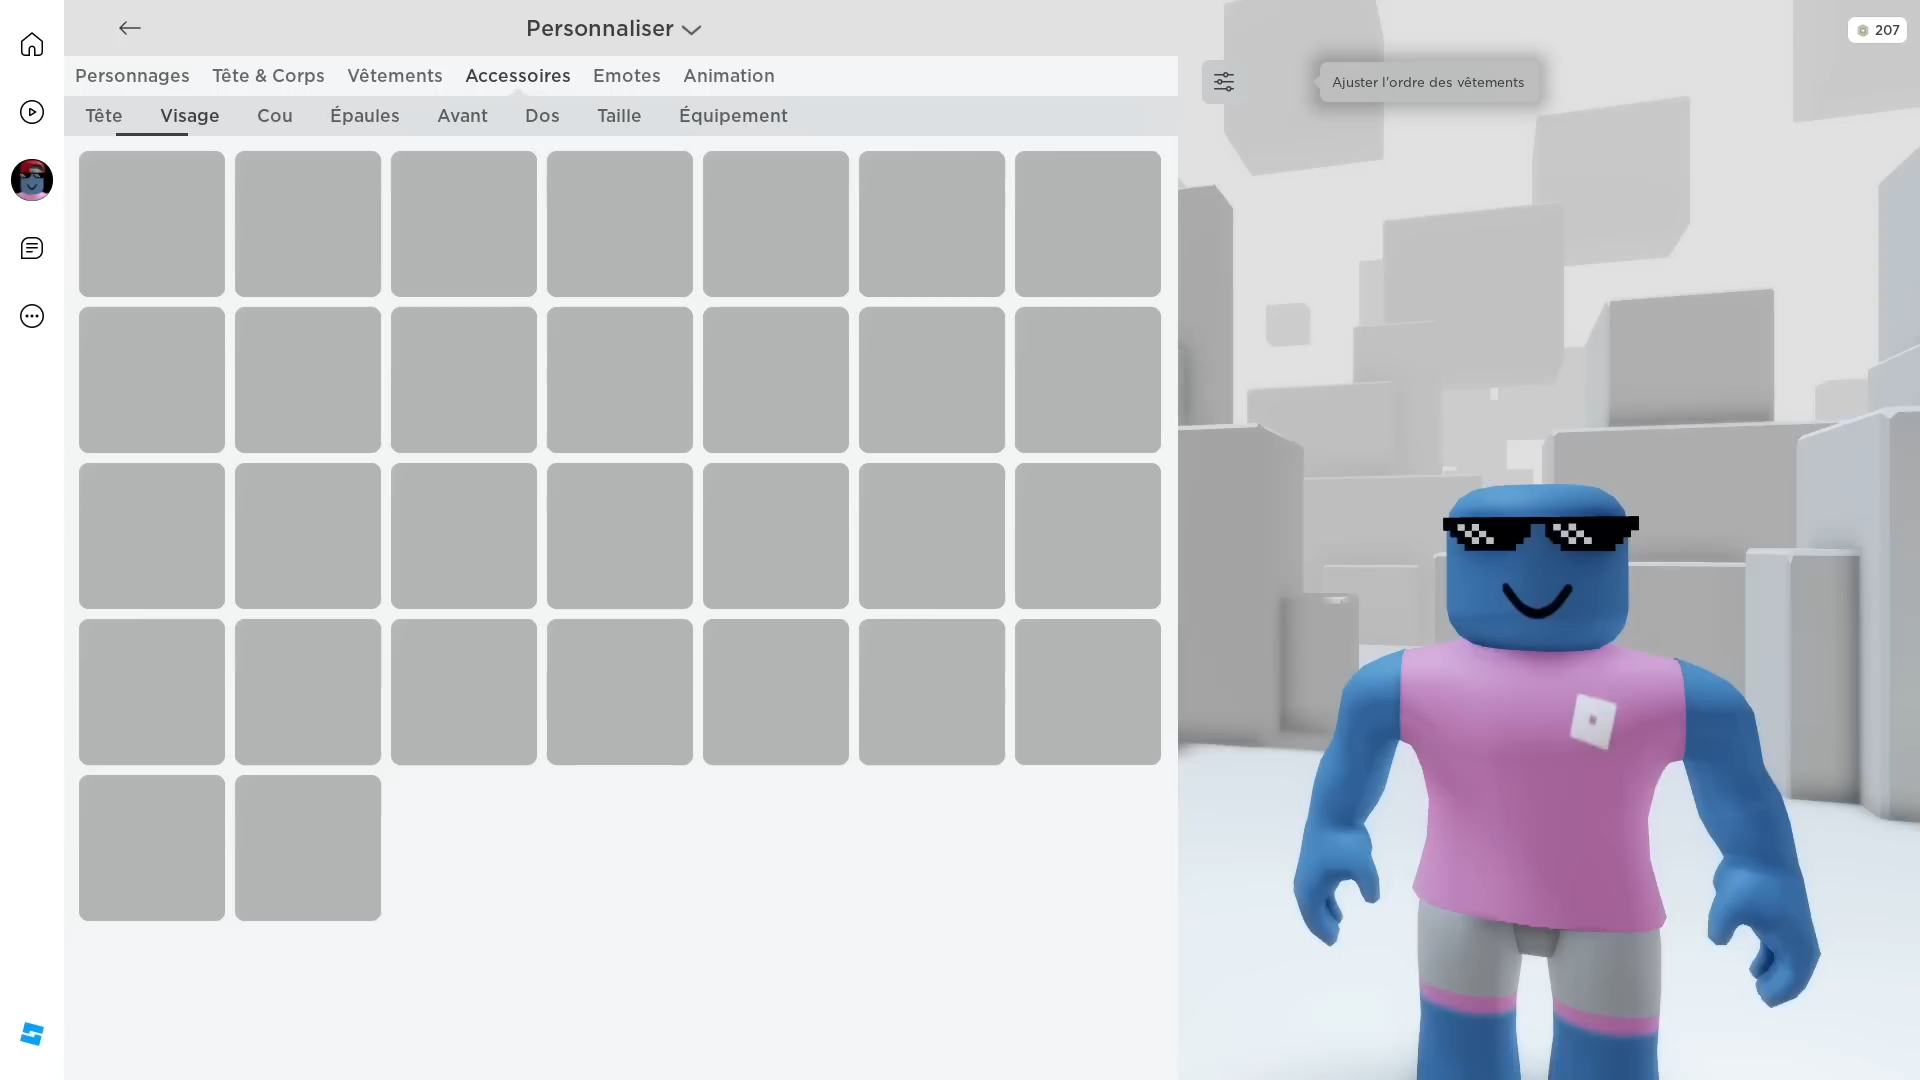 Personnaliser
207
Personnages Tête & Corps Vêtements Accessoires Emotes Animation
Ajuster l'ordre des vêtements
Tête Visage Cou Épaules Avant Dos Taille Équipement